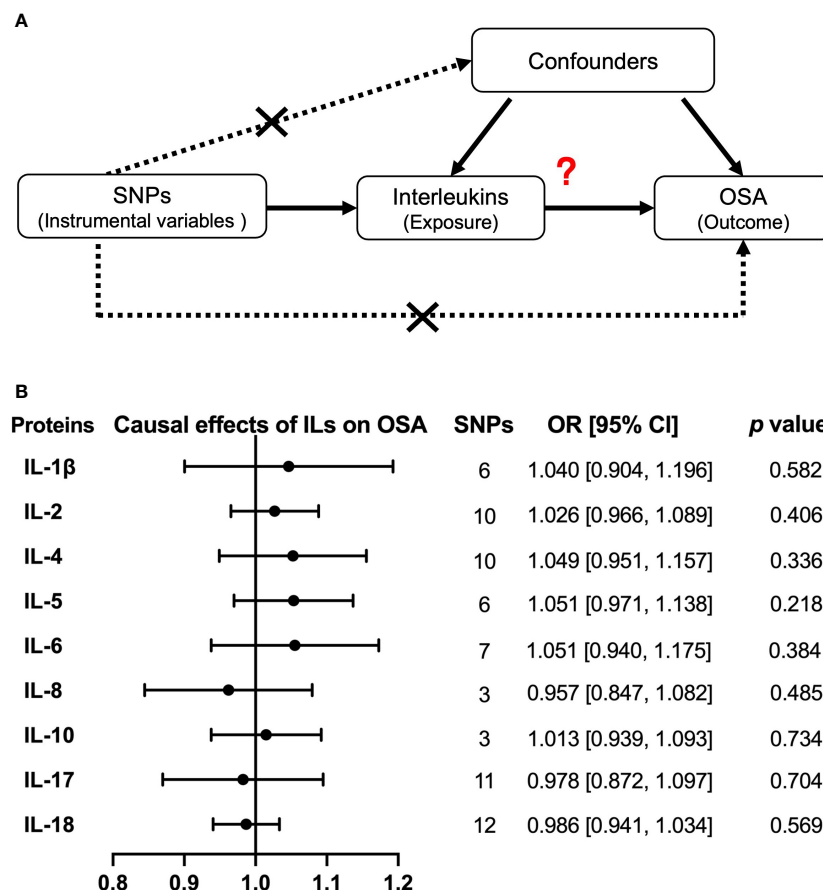 A
Confounders
SNPs
(Instrumental variables )
Interleukins
(Exposure)
?
OSA
(Outcome)
B
Proteins Causal effects of ILs on OSA SNPs OR [95% CI] p value
IL-1β 6 1.040 [0.904, 1.196] 0.582
IL-2 10 1.026 [0.966, 1.089] 0.406
IL-4 10 1.049 [0.951, 1.157] 0.336
IL-5 6 1.051 [0.971, 1.138] 0.218
IL-6 7 1.051 [0.940, 1.175] 0.384
IL-8 3 0.957 [0.847, 1.082] 0.485
IL-10 3 1.013 [0.939, 1.093] 0.734
IL-17 11 0.978 [0.872, 1.097] 0.704
IL-18 12 0.986 [0.941, 1.034] 0.569
0.8 0.9 1.0 1.1 1.2